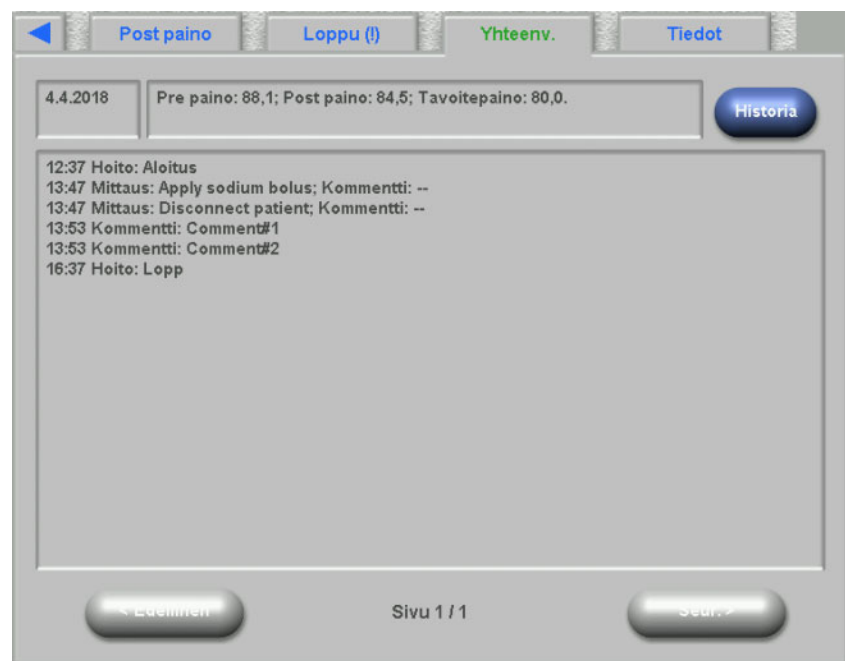 Post paino
Loppu (!)
Yhteenv.
Tiedot
4.4.2018
Pre paino: 88,1; Post paino: 84,5; Tavoitepaino: 80,0.
Historia
12:37 Hoito: Aloitus
13:47 Mittaus: Apply sodium bolus; Kommentti: --
13:47 Mittaus: Disconnect patient; Kommentti: --
13:53 Kommentti: Comment#1
13:53 Kommentti: Comment#2
16:37 Hoito: Lopp
< Edellinen
Sivu 1 / 1
Seur. >